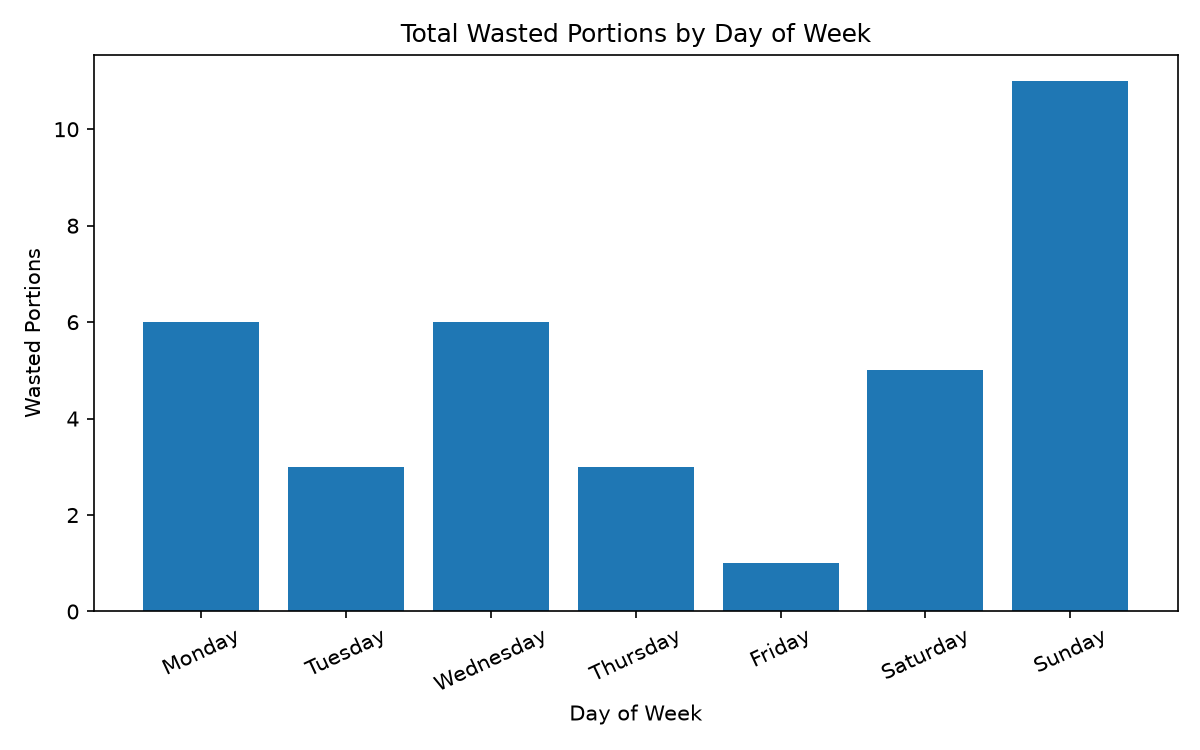 Total Wasted Portions by Day of Week
Wasted Portions
10
8
6
4
2
0
Monday
Tuesday
Wednesday
Thursday
Friday
Saturday
Sunday
Day of Week